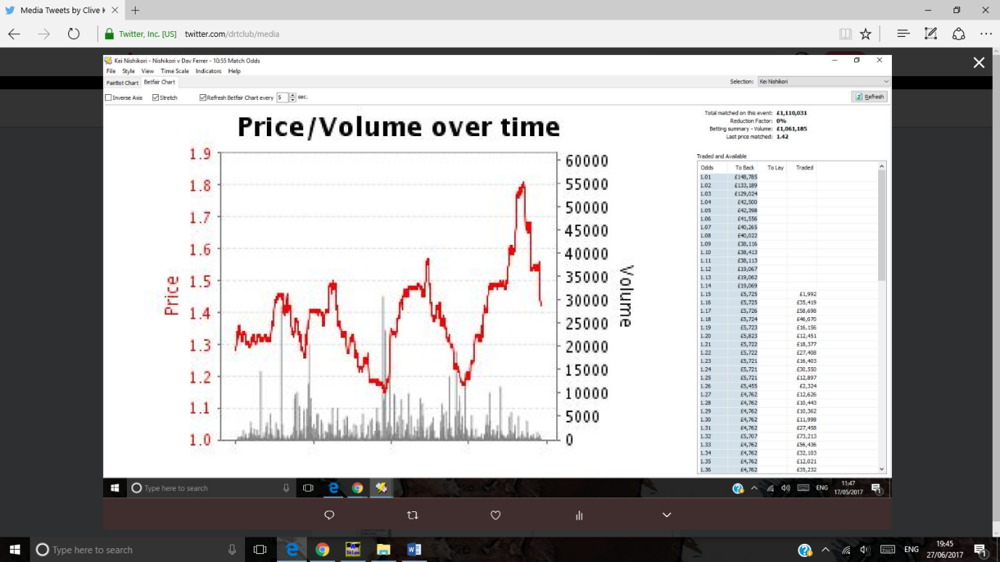 Media Tweets by Clive K
Twitter, Inc. [US] twitter.com/drtclub/media
Kei Nishikori - Nishikori v Dav Ferrer - 10:55 Match Odds
File Style View Time Scale Indicators Help
FairBot Chart Betfair Chart
Selection: Kei Nishikori
Inverse Axis Stretch Refresh Betfair Chart every 5 sec.
Refresh
Price/Volume over time
Total matched on this event: £1,110,031
Reduction Factor: 0%
Betting summary - Volume: £1,061,185
Last price matched: 1.42
Price
1.9
1.8
1.7
1.6
1.5
1.4
1.3
1.2
1.1
1.0
60000
55000
50000
45000
40000
35000
30000
25000
20000
15000
10000
5000
0
Volume
Traded and Available
Odds To Back To Lay Traded
1.01 £148,785
1.02 £133,189
1.03 £129,024
1.04 £42,500
1.05 £42,398
1.06 £41,556
1.07 £40,265
1.08 £40,022
1.09 £38,116
1.10 £38,413
1.11 £38,113
1.12 £19,067
1.13 £19,062
1.14 £19,069
1.15 £5,725 £1,992
1.16 £5,725 £35,419
1.17 £5,726 £58,698
1.18 £5,724 £46,070
1.19 £5,723 £16,156
1.20 £5,823 £12,451
1.21 £5,722 £18,377
1.22 £5,722 £27,408
1.23 £5,721 £16,403
1.24 £5,721 £30,550
1.25 £5,721 £12,897
1.26 £5,455 £2,324
1.27 £4,762 £12,626
1.28 £4,762 £10,443
1.29 £4,762 £10,362
1.30 £4,762 £11,998
1.31 £4,762 £27,458
1.32 £5,707 £73,213
1.33 £4,762 £56,436
1.34 £4,762 £32,103
1.35 £4,762 £12,021
1.36 £4,762 £35,232
Type here to search
ENG
11:47
17/05/2017
1
Type here to search
ENG
19:45
27/06/2017
1